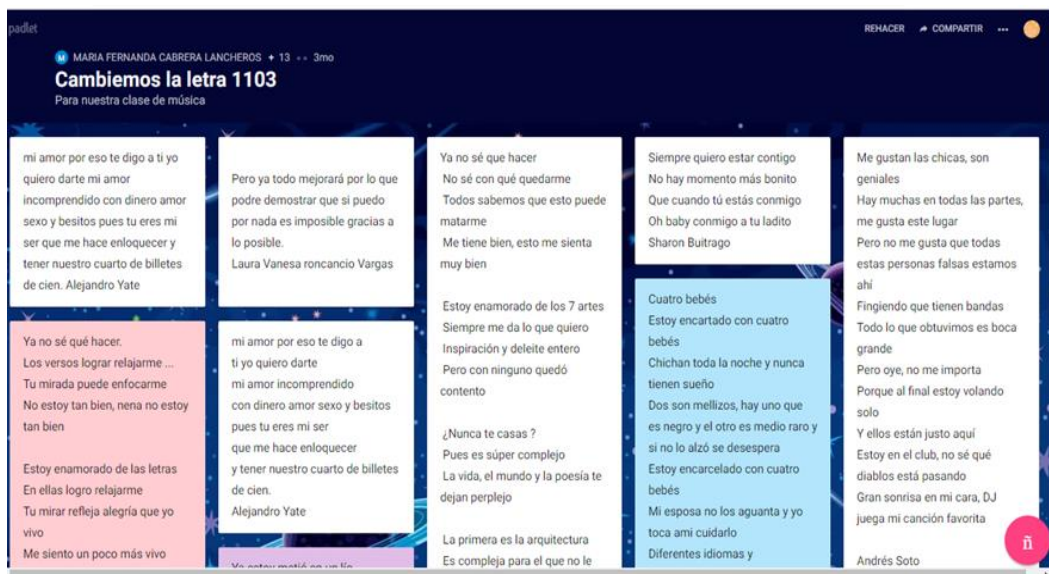 padlet
REHACER
COMPARTIR
M
MARIA FERNANDA CABRERA LANCHEROS + 13 •• 3mo
Cambiemos la letra 1103
Para nuestra clase de música
mi amor por eso te digo a ti yo
quiero darte mi amor
incomprendido con dinero amor
sexo y besitos pues tu eres mi
ser que me hace enloquecer y
tener nuestro cuarto de billetes
de cien. Alejandro Yate
Ya no sé qué hacer.
Los versos lograr relajarme ...
Tu mirada puede enfocarme
No estoy tan bien, nena no estoy
tan bien
Estoy enamorado de las letras
En ellas logro relajarme
Tu mirar refleja alegría que yo
vivo
Me siento un poco más vivo
Pero ya todo mejorará por lo que
podre demostrar que si puedo
por nada es imposible gracias a
lo posible.
Laura Vanesa roncancio Vargas
mi amor por eso te digo a
ti yo quiero darte
mi amor incomprendido
con dinero amor sexo y besitos
pues tu eres mi ser
que me hace enloquecer
y tener nuestro cuarto de billetes
de cien.
Alejandro Yate
Ya no sé que hacer
No sé con qué quedarme
Todos sabemos que esto puede
matarme
Me tiene bien, esto me sienta
muy bien
Estoy enamorado de los 7 artes
Siempre me da lo que quiero
Inspiración y deleite entero
Pero con ninguno quedó
contento
¿Nunca te casas ?
Pues es súper complejo
La vida, el mundo y la poesía te
dejan perplejo
La primera es la arquitectura
Es compleja para el que no le
Siempre quiero estar contigo
No hay momento más bonito
Que cuando tú estás conmigo
Oh baby conmigo a tu ladito
Sharon Buitrago
Cuatro bebés
Estoy encartado con cuatro
bebés
Chichan toda la noche y nunca
tienen sueño
Dos son mellizos, hay uno que
es negro y el otro es medio raro y
si no lo alzó se desespera
Estoy encarcelado con cuatro
bebés
Mi esposa no los aguanta y yo
toca ami cuidarlo
Diferentes idiomas y
Me gustan las chicas, son
geniales
Hay muchas en todas las partes,
me gusta este lugar
Pero no me gusta que todas
estas personas falsas estamos
ahí
Fingiendo que tienen bandas
Todo lo que obtuvimos es boca
grande
Pero oye, no me importa
Porque al final estoy volando
solo
Y ellos están justo aquí
Estoy en el club, no sé qué
diablos está pasando
Gran sonrisa en mi cara, DJ
juega mi canción favorita
Andrés Soto
ñ